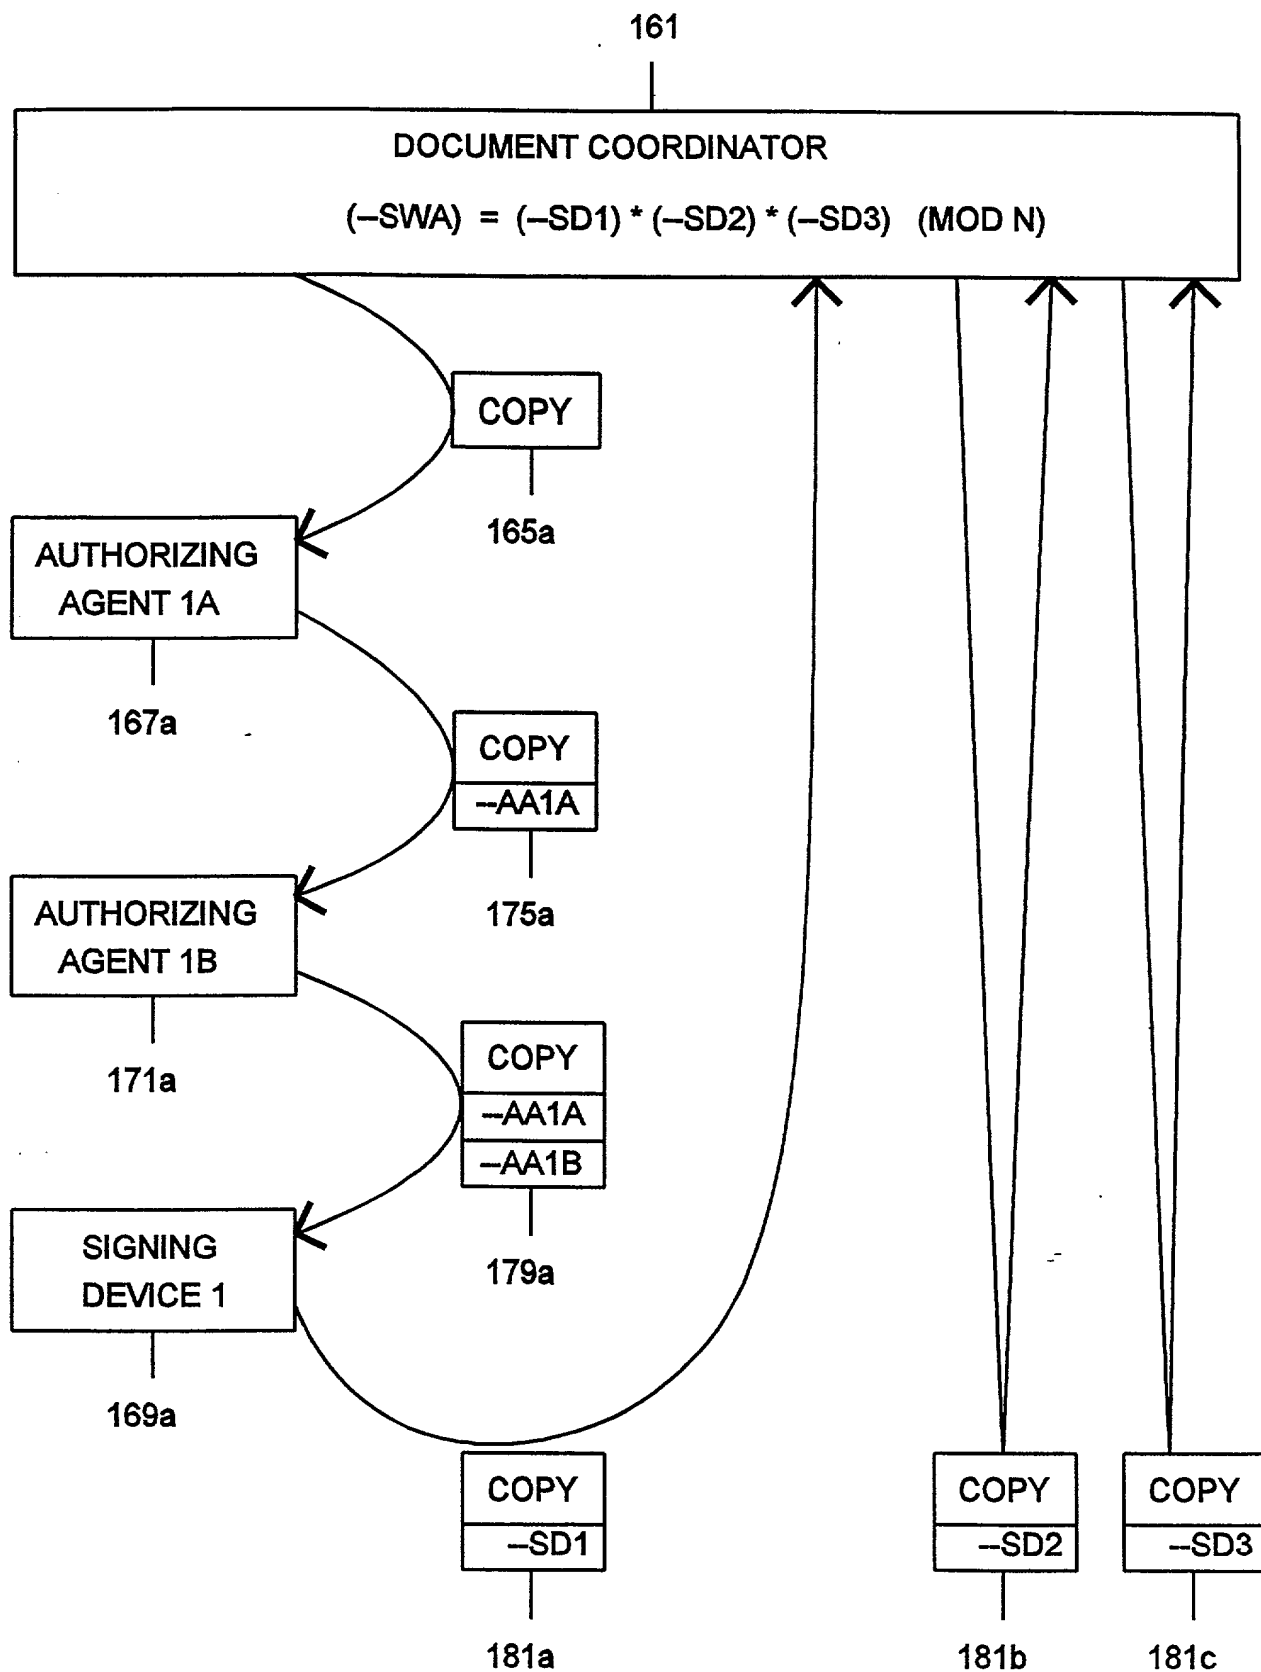 161
DOCUMENT COORDINATOR
(–SWA) = (–SD1) * (–SD2) * (–SD3) (MOD N)
COPY
165a
AUTHORIZING
AGENT 1A
167a
COPY
–AA1A
175a
AUTHORIZING
AGENT 1B
171a
COPY
–AA1A
–AA1B
179a
SIGNING
DEVICE 1
169a
COPY
–SD1
181a
COPY
–SD2
181b
COPY
–SD3
181c